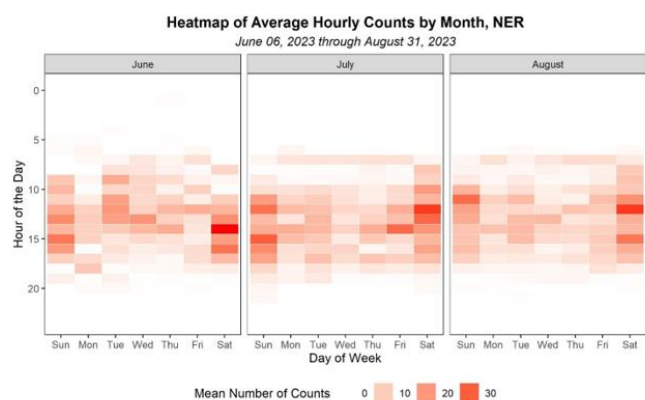 Heatmap of Average Hourly Counts by Month, NER
June 06, 2023 through August 31, 2023
June July August
Hour of the Day
0
5
10
15
20
Sun Mon Tue Wed Thu Fri Sat Sun Mon Tue Wed Thu Fri Sat Sun Mon Tue Wed Thu Fri Sat
Day of Week
Mean Number of Counts 0 10 20 30